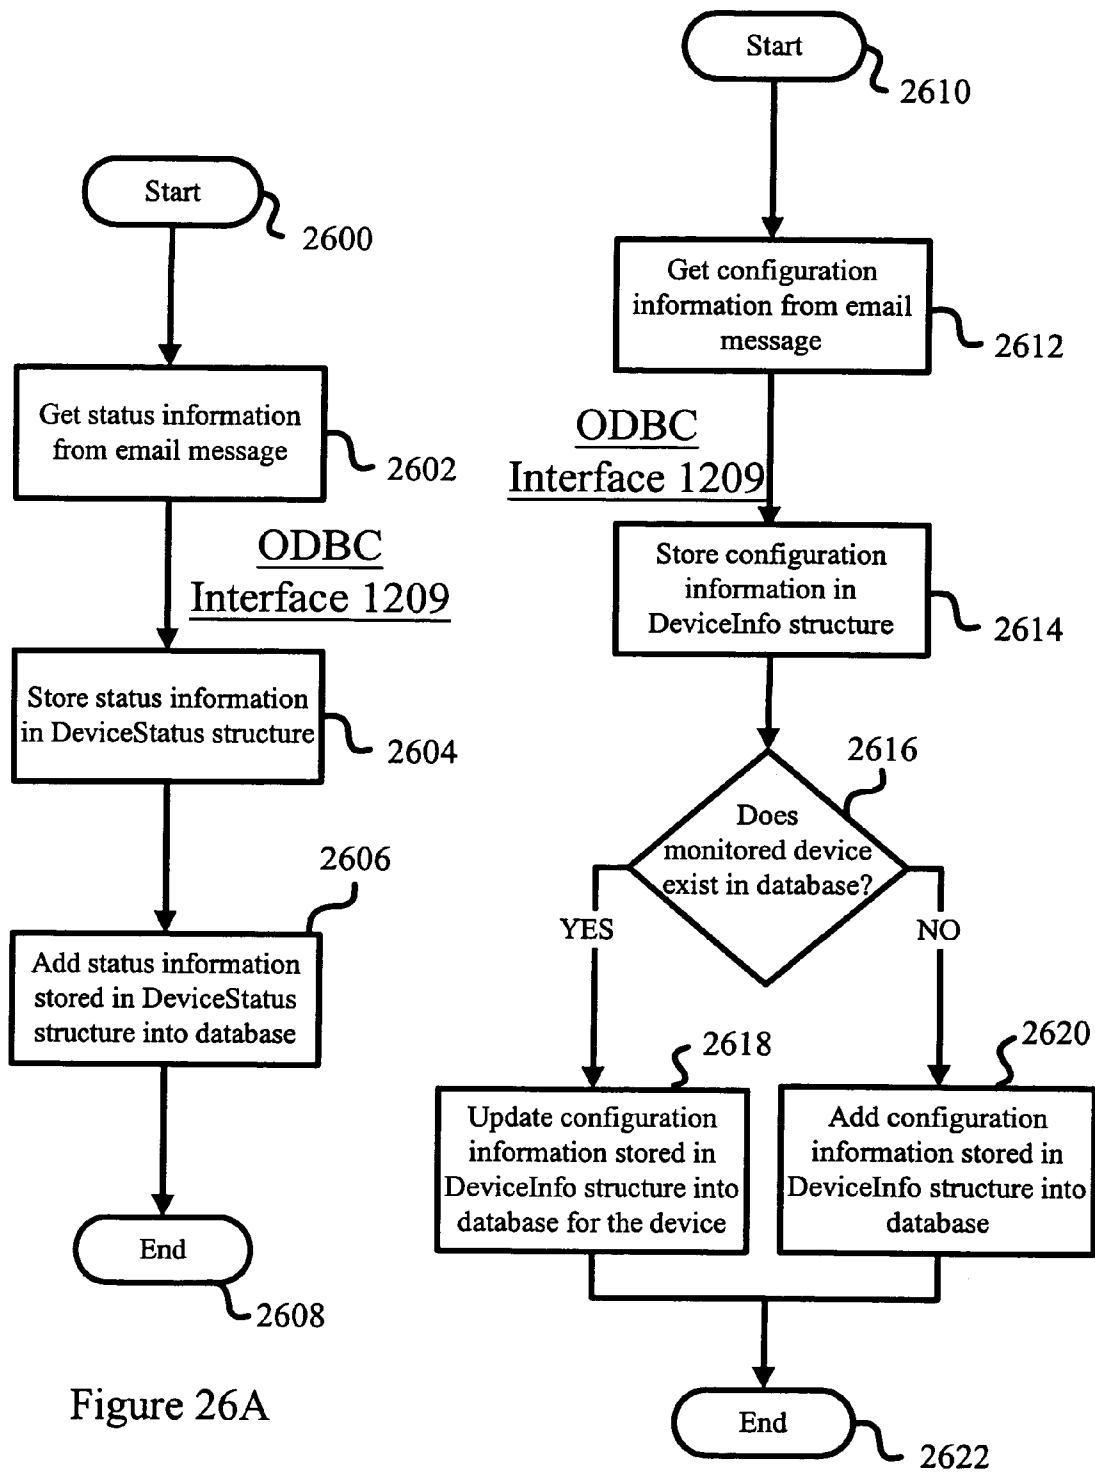 Start
2600
Get status information
from email message
2602
ODBC
Interface 1209
Store status information
in DeviceStatus structure
2604
2606
Add status information
stored in DeviceStatus
structure into database
End
2608
Figure 26A
Start
2610
Get configuration
information from email
message
2612
ODBC
Interface 1209
Store configuration
information in
DeviceInfo structure
2614
2616
Does
monitored device
exist in database?
YES
NO
2618
Update configuration
information stored in
DeviceInfo structure into
database for the device
2620
Add configuration
information stored in
DeviceInfo structure into
database
End
2622